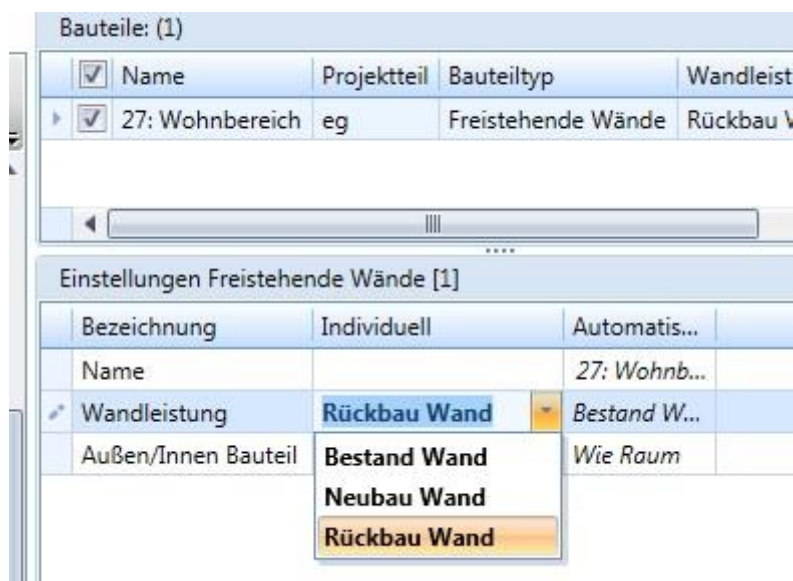 Bauteile: (1)
Name Projektteil Bauteiltyp Wandleist
27: Wohnbereich eg Freistehende Wände Rückbau
Einstellungen Freistehende Wände [1]
Bezeichnung Individuell Automatis...
Name 27: Wohnb...
Wandleistung Rückbau Wand Bestand W...
Außen/Innen Bauteil Wie Raum
Bestand Wand
Neubau Wand
Rückbau Wand